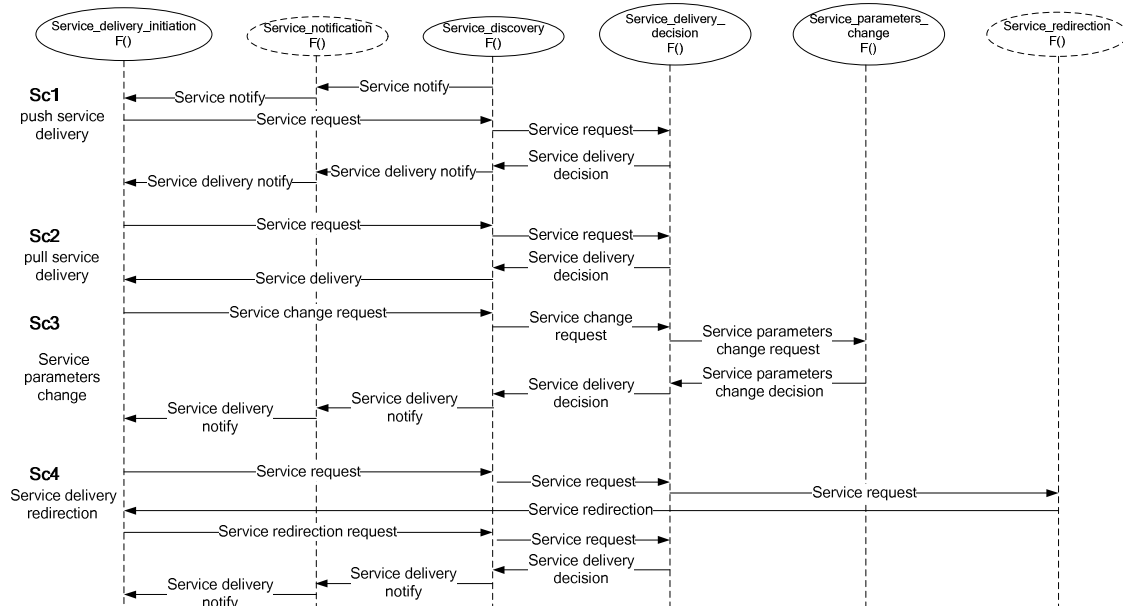 Service_delivery_initiation
F()
Service_notification
F()
Service_discovery
F()
Service_delivery_
decision
F()
Service_parameters_
change
F()
Service_redirection
F()
Sc1
push service
delivery
Service notify
Service notify
Service request
Service request
Service delivery
decision
Service delivery notify
Service delivery notify
Sc2
pull service
delivery
Service request
Service request
Service delivery
decision
Service delivery
Sc3
Service
parameters
change
Service change request
Service change
request
Service parameters
change request
Service parameters
change decision
Service delivery
decision
Service delivery
notify
Service delivery
notify
Sc4
Service delivery
redirection
Service request
Service request
Service request
Service redirection
Service redirection request
Service request
Service delivery
decision
Service delivery
notify
Service delivery
notify